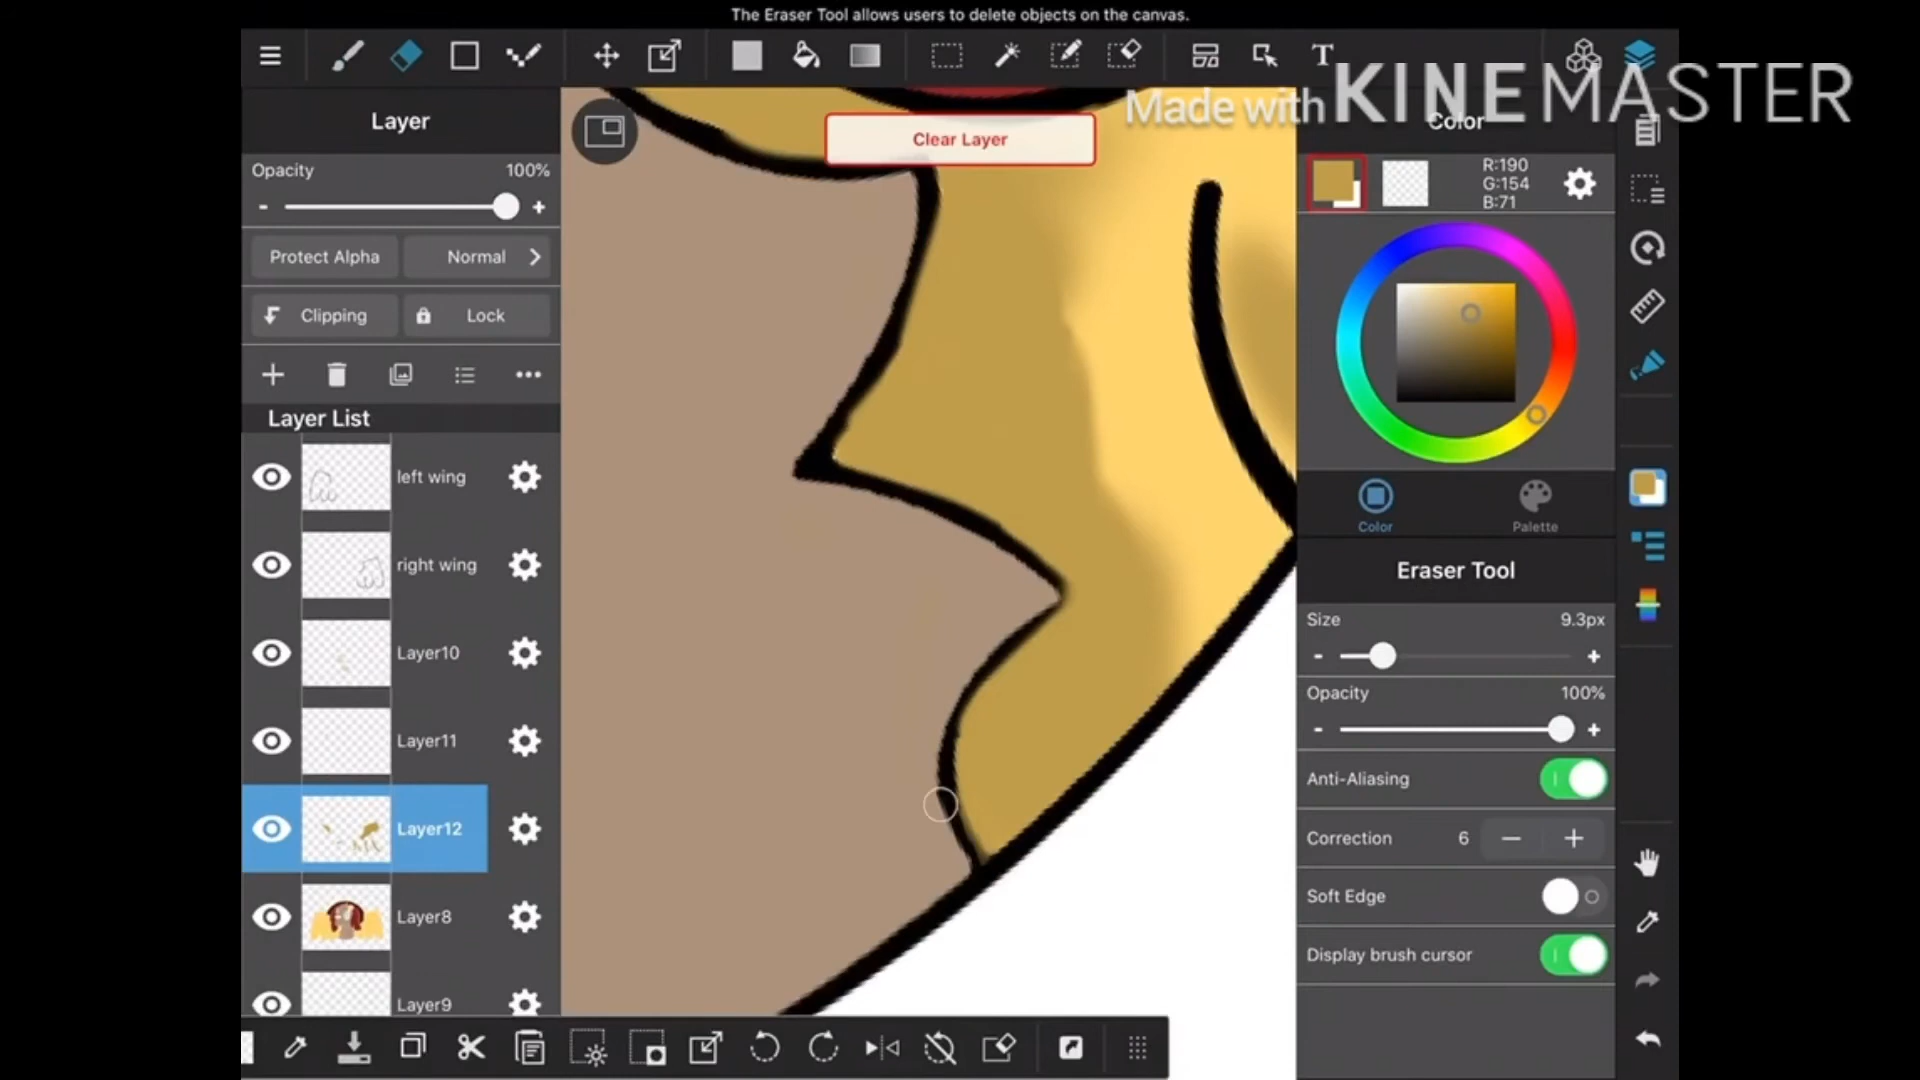 The Eraser Tool allows users to delete objects on the canvas.
T
Made with KINEMASTER
Layer
Clear Layer
Color
Opacity 100%
- +
R:190
G:154
B:71
Protect Alpha Normal
Clipping Lock
Layer List
left wing
right wing
Layer10
Layer11
Layer12
Layer8
Layer9
Color Palette
Eraser Tool
Size 9.3px
- +
Opacity 100%
- +
Anti-Aliasing
Correction 6 − +
Soft Edge
Display brush cursor